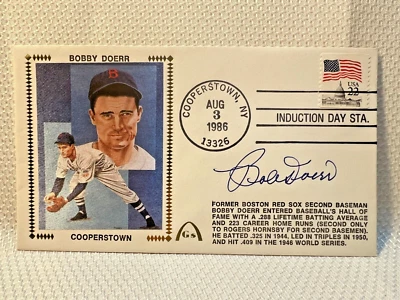 BOBBY DOERR
B
COOPERSTOWN
COOPERSTOWN, NY
AUG
3
1986
13326
USA
22
INDUCTION DAY STA.
Bob Doerr
FORMER BOSTON RED SOX SECOND BASEMAN
BOBBY DOERR ENTERED BASEBALL'S HALL OF
FAME WITH A .288 LIFETIME BATTING AVERAGE
AND 223 CAREER HOME RUNS (SECOND ONLY
TO ROGERS HORNSBY FOR SECOND BASEMEN).
HE BATTED .325 IN 1944, LED IN TRIPLES IN 1950,
AND HIT .409 IN THE 1946 WORLD SERIES.